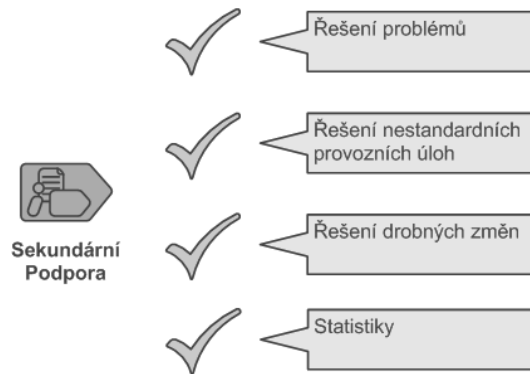 Řešení problémů
Řešení nestandardních
provozních úloh
Sekundární
Podpora
Řešení drobných změn
Statistiky